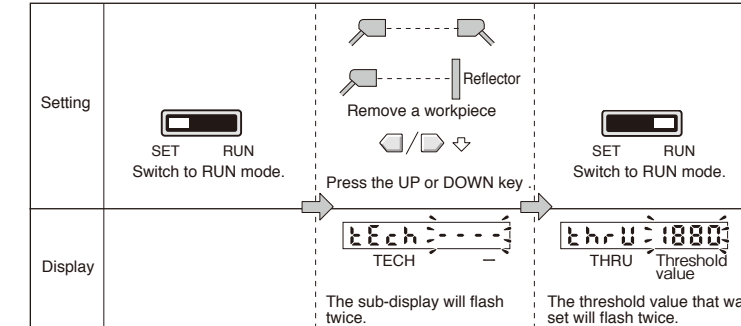 Setting
SET RUN
Switch to RUN mode.
Reflector
Remove a workpiece
/
Press the UP or DOWN key .
SET RUN
Switch to RUN mode.
Display
tEch ----
TECH —
The sub-display will flash
twice.
thrU 1880
THRU Threshold
value
The threshold value that wa
set will flash twice.